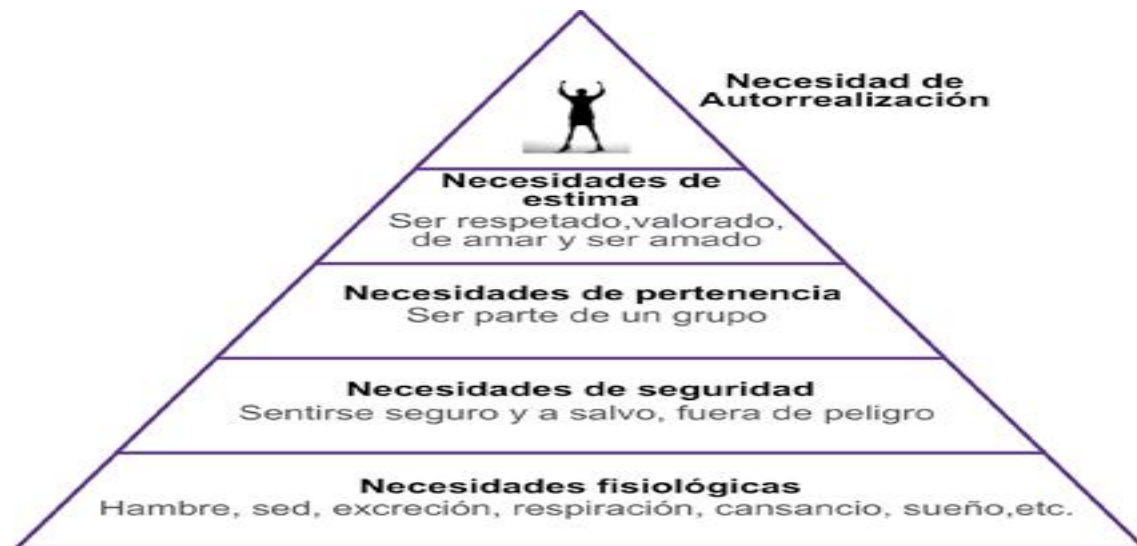 Necesidad de
Autorrealización
Necesidades de
estima
Ser respetado,valorado,
de amar y ser amado
Necesidades de pertenencia
Ser parte de un grupo
Necesidades de seguridad
Sentirse seguro y a salvo, fuera de peligro
Necesidades fisiológicas
Hambre, sed, excreción, respiración, cansancio, sueño,etc.